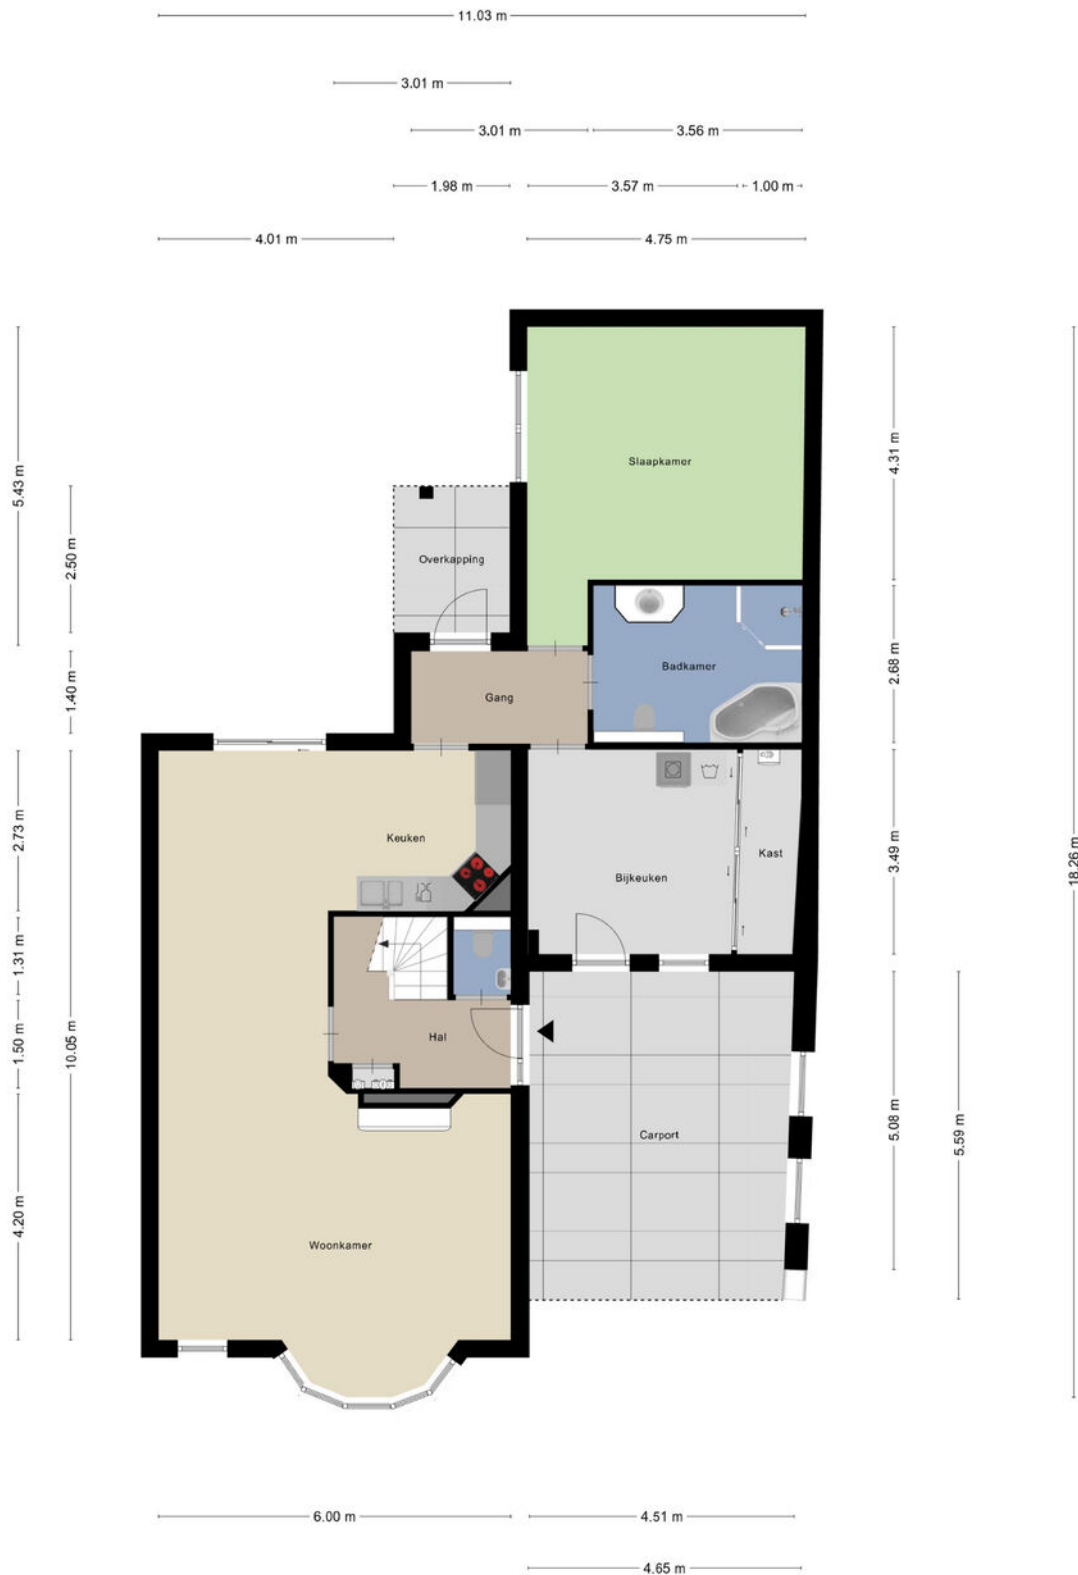 11.03 m
3.01 m
3.01 m
3.56 m
1.98 m
3.57 m
1.00 m
4.01 m
4.75 m
5.43 m
2.50 m
1.40 m
2.73 m
1.31 m
1.50 m
10.05 m
4.20 m
Slaapkamer
Overkapping
Badkamer
Gang
Keuken
Bijkeuken
Kast
Hal
Carport
Woonkamer
4.31 m
2.68 m
3.49 m
5.08 m
5.59 m
18.26 m
6.00 m
4.51 m
4.65 m